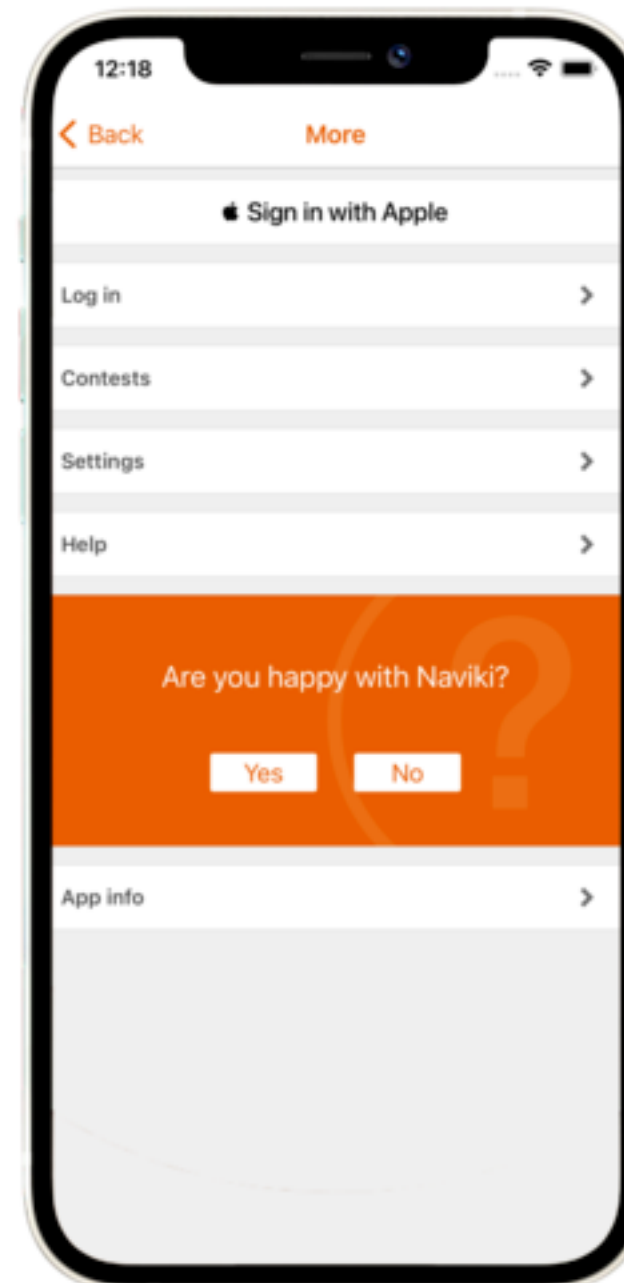 12:18
Back
More
Sign in with Apple
Log in
Contests
Settings
Help
Are you happy with Naviki?
Yes
No
App info